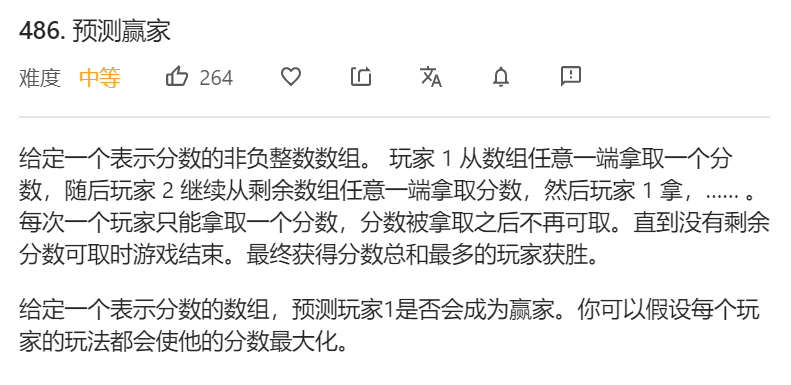 486. 预测赢家
难度 中等 264
给定一个表示分数的非负整数数组。 玩家 1 从数组任意一端拿取一个分
数，随后玩家 2 继续从剩余数组任意一端拿取分数，然后玩家 1 拿，…… 。
每次一个玩家只能拿取一个分数，分数被拿取之后不再可取。直到没有剩余
分数可取时游戏结束。最终获得分数总和最多的玩家获胜。
给定一个表示分数的数组，预测玩家1是否会成为赢家。你可以假设每个玩
家的玩法都会使他的分数最大化。